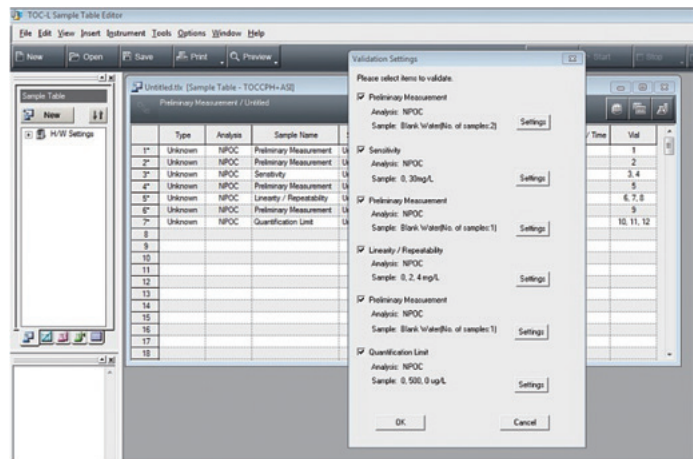 TOC-L Sample Table Editor
File Edit View Insert Instrument Tools Options Window Help
New Open Save Print Preview Start Stop
Sample Table
New
H/W Settings
Untitled.tlx [Sample Table - TOCCPH+ASI]
Preliminary Measurement / Untitled
Type Analysis Sample Name / Time Vial
1* Unknown NPOC Preliminary Measurement 1
2* Unknown NPOC Preliminary Measurement 2
3* Unknown NPOC Sensitivity 3, 4
4* Unknown NPOC Preliminary Measurement 5
5* Unknown NPOC Linearity / Repeatability 6, 7, 8
6* Unknown NPOC Preliminary Measurement 9
7* Unknown NPOC Quantification Limit 10, 11, 12
8
9
10
11
12
13
14
15
16
17
18
Validation Settings
Please select items to validate.
Preliminary Measurement
Analysis: NPOC
Sample: Blank Water(No. of samples:2) Settings
Sensitivity
Analysis: NPOC
Sample: 0, 30mg/L Settings
Preliminary Measurement
Analysis: NPOC
Sample: Blank Water(No. of samples:1) Settings
Linearity / Repeatability
Analysis: NPOC
Sample: 0, 2, 4 mg/L Settings
Preliminary Measurement
Analysis: NPOC
Sample: Blank Water(No. of samples:1) Settings
Quantification Limit
Analysis: NPOC
Sample: 0, 500, 0 ug/L Settings
OK Cancel